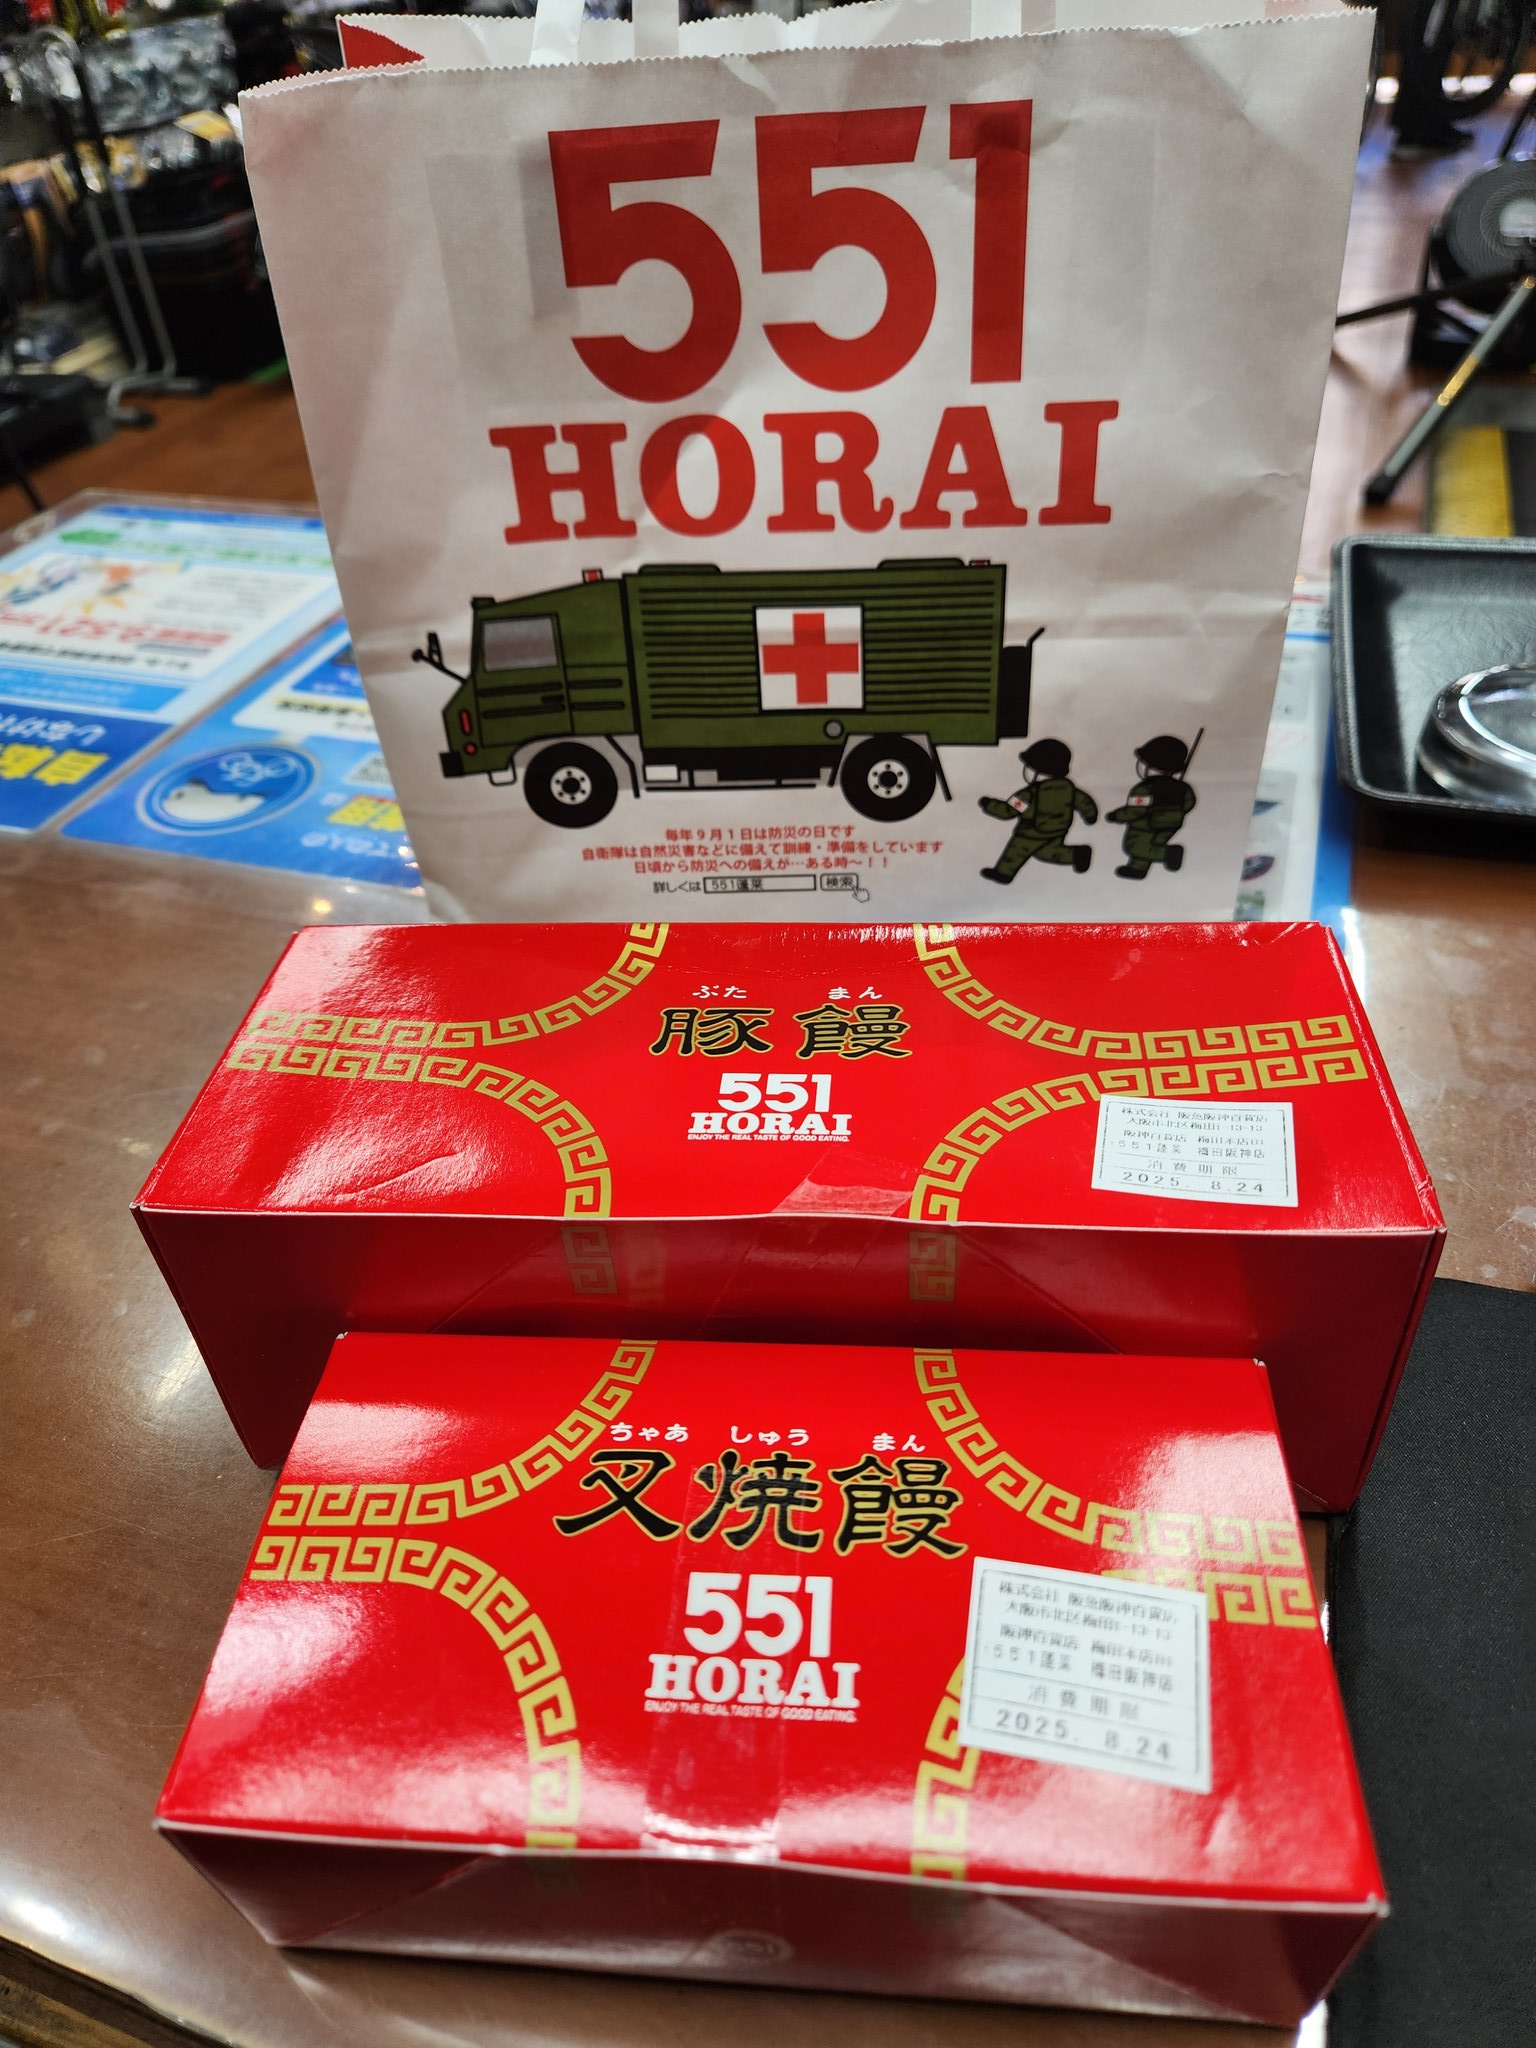 551
HORAI
毎年9月1日は防災の日です
自衛隊は自然災害などに備えて訓練・準備をしています
日頃から防災への備えが…ある時〜!!
詳しくは 551蓬莱 検索
ぶた まん
豚饅
551
HORAI
ENJOY THE REAL TASTE OF GOOD EATING.
株式会社 阪急阪神百貨店
大阪市北区梅田1-13-13
阪神百貨店 梅田本店B1
(551蓬莱 梅田阪神店
消費期限
2025. 8.24
ちゃあ しゅう まん
叉焼饅
551
HORAI
ENJOY THE REAL TASTE OF GOOD EATING.
株式会社 阪急阪神百貨店
大阪市北区梅田1-13-13
阪神百貨店 梅田本店B1
(551蓬莱 梅田阪神店
消費期限
2025. 8.24